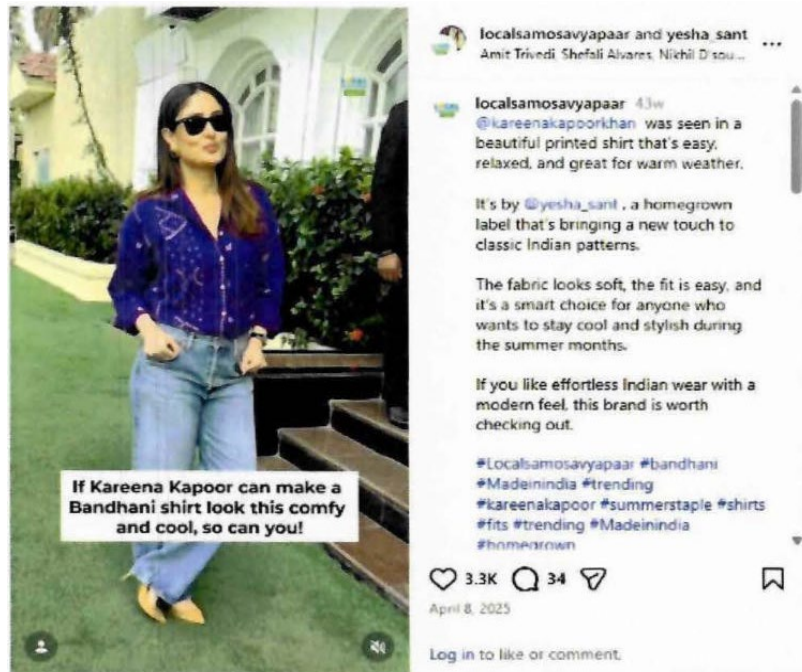 localsamosavyapaar and yesha_sant
Amit Trivedi, Shefali Alvares, Nikhil D'sou...
localsamosavyapaar 43w
@kareenakapoorkhan was seen in a
beautiful printed shirt that's easy,
relaxed, and great for warm weather.
It's by @yesha_sant , a homegrown
label that's bringing a new touch to
classic Indian patterns.
The fabric looks soft, the fit is easy, and
it's a smart choice for anyone who
wants to stay cool and stylish during
the summer months.
If you like effortless Indian wear with a
modern feel, this brand is worth
checking out.
#Localsamosavyapaar #bandhani
#Madeinindia #trending
#kareenakapoor #summerstaple #shirts
#fits #trending #Madeinindia
#homegrown
If Kareena Kapoor can make a
Bandhani shirt look this comfy
and cool, so can you!
3.3K 34
April 8, 2025
Log in to like or comment.